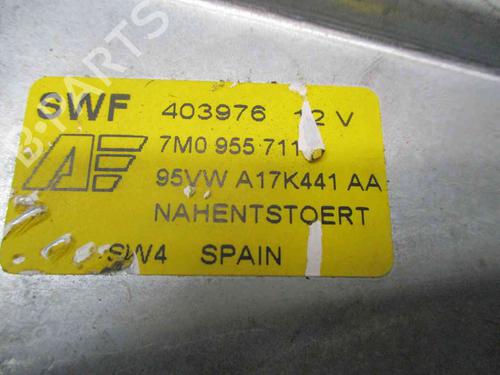 B-PARTS
SWF 403976 12 V
7M0 955 711
95VW A17K441 AA
NAHENTSTOERT
SW4 SPAIN